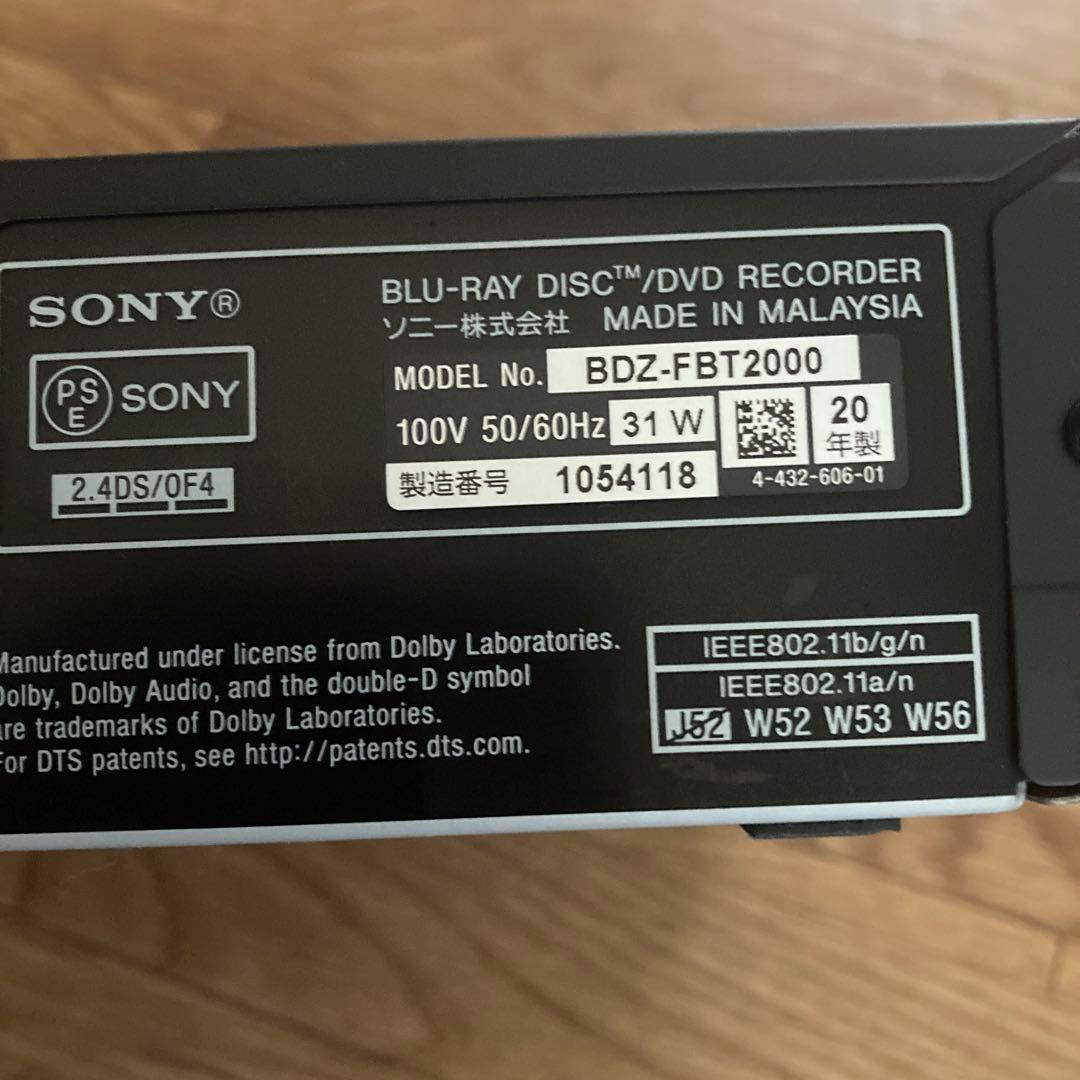 SONY®
PSE SONY
2.4DS/OF4
BLU-RAY DISC™/DVD RECORDER
ソニー株式会社 MADE IN MALAYSIA
MODEL No. BDZ-FBT2000
100V 50/60Hz 31 W
20
年製
製造番号 1054118
4-432-606-01
Manufactured under license from Dolby Laboratories.
Dolby, Dolby Audio, and the double-D symbol
are trademarks of Dolby Laboratories.
For DTS patents, see http://patents.dts.com.
IEEE802.11b/g/n
IEEE802.11a/n
J52 W52 W53 W56